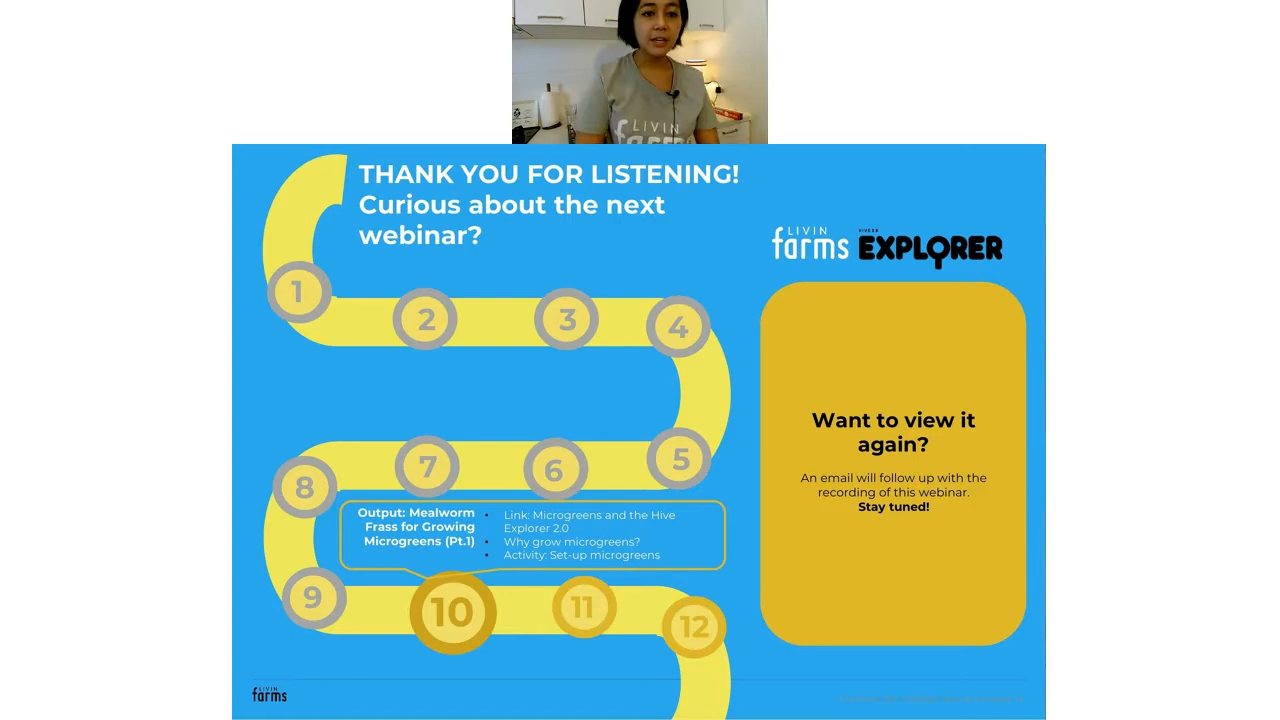 LIVIN
THANK YOU FOR LISTENING!
Curious about the next
webinar?
LIVIN
farms
EXPLORER
1
2
3
4
5
6
7
8
Want to view it
again?
An email will follow up with the
recording of this webinar.
Stay tuned!
Output: Mealworm
Frass for Growing
Microgreens (Pt.1)
• Link: Microgreens and the Hive
Explorer 2.0
• Why grow microgreens?
• Activity: Set-up microgreens
9
10
11
12
LIVIN
farms